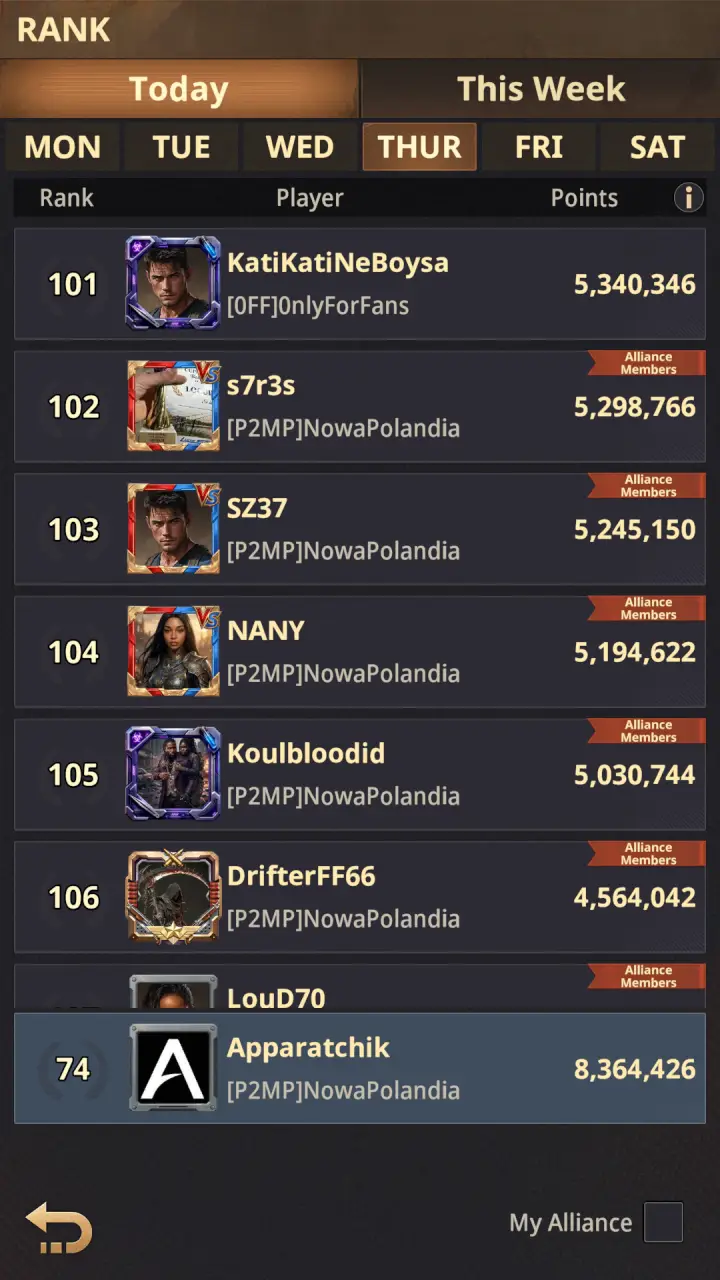 RANK
Today
This Week
MON TUE WED THUR FRI SAT
Rank Player Points
101 KatiKatiNeBoysa 5,340,346
[0FF]0nlyForFans
Alliance Members
102 s7r3s 5,298,766
[P2MP]NowaPolandia
Alliance Members
103 SZ37 5,245,150
[P2MP]NowaPolandia
Alliance Members
104 NANY 5,194,622
[P2MP]NowaPolandia
Alliance Members
105 Koulbloodid 5,030,744
[P2MP]NowaPolandia
Alliance Members
106 DrifterFF66 4,564,042
[P2MP]NowaPolandia
Alliance Members
LouD70
74 Apparatchik 8,364,426
[P2MP]NowaPolandia
My Alliance